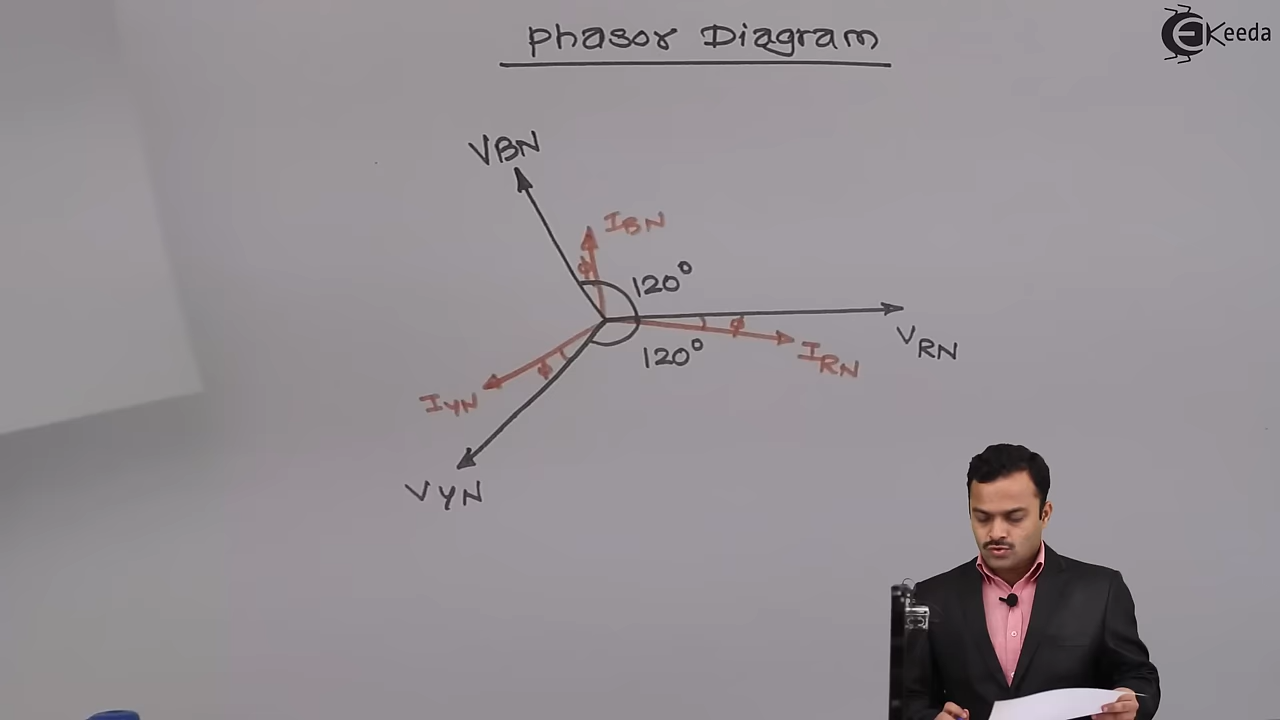 Phasor Diagram
EKeeda
VBN
IBN
φ
120°
VRN
φ
IRN
120°
φ
IYN
VYN